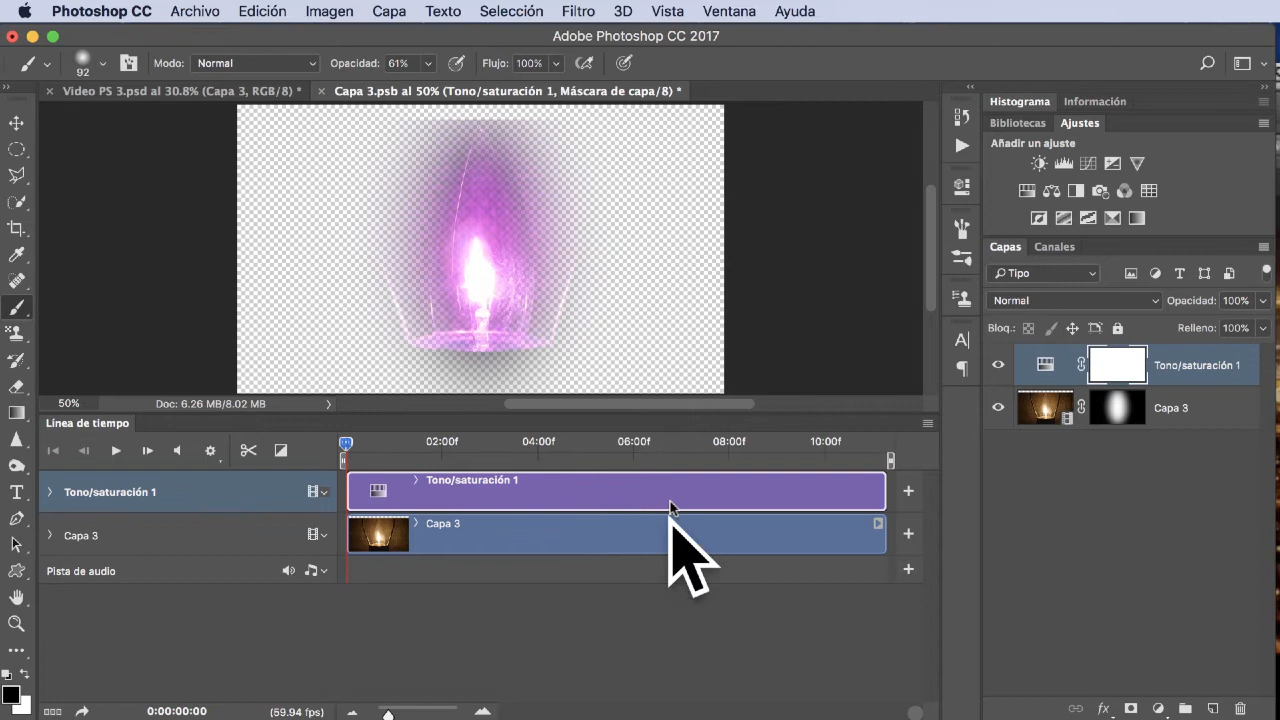 Photoshop CC Archivo Edición Imagen Capa Texto Selección Filtro 3D Vista Ventana Ayuda
Adobe Photoshop CC 2017
92 Modo: Normal Opacidad: 61% Flujo: 100%
Video PS 3.psd al 30.8% (Capa 3, RGB/8) * Capa 3.psb al 50% (Tono/saturación 1, Máscara de capa/8) *
Histograma Información
Bibliotecas Ajustes
Añadir un ajuste
Capas Canales
Tipo
Normal Opacidad: 100%
Bloq.: Relleno: 100%
Tono/saturación 1
Capa 3
50% Doc: 6.26 MB/8.02 MB
Línea de tiempo
02:00f 04:00f 06:00f 08:00f 10:00f
Tono/saturación 1 Tono/saturación 1
Capa 3 Capa 3
Pista de audio
0:00:00:00 (59.94 fps)